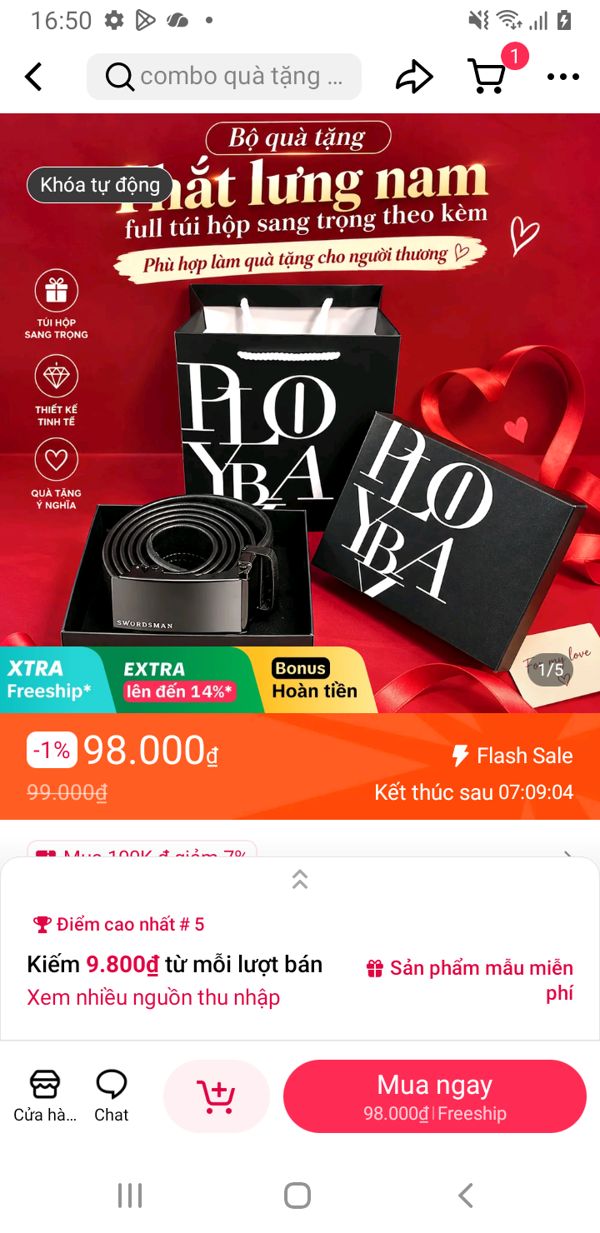 16:50
combo quà tặng ...
1
Bộ quà tặng
Thắt lưng nam
Khóa tự động
full túi hộp sang trọng theo kèm
Phù hợp làm quà tặng cho người thương
TÚI HỘP
SANG TRỌNG
THIẾT KẾ
TINH TẾ
QUÀ TẶNG
Ý NGHĨA
PLOI
YBA
PLOI
YBA
SWORDSMAN
For my love
1/5
XTRA
Freeship*
EXTRA
lên đến 14%*
Bonus
Hoàn tiền
-1% 98.000₫
Flash Sale
99.000₫
Kết thúc sau 07:09:04
Mua 100K ₫ giảm 7%
Điểm cao nhất # 5
Kiếm 9.800₫ từ mỗi lượt bán
Xem nhiều nguồn thu nhập
Sản phẩm mẫu miễn
phí
Cửa hà...
Chat
Mua ngay
98.000₫ | Freeship